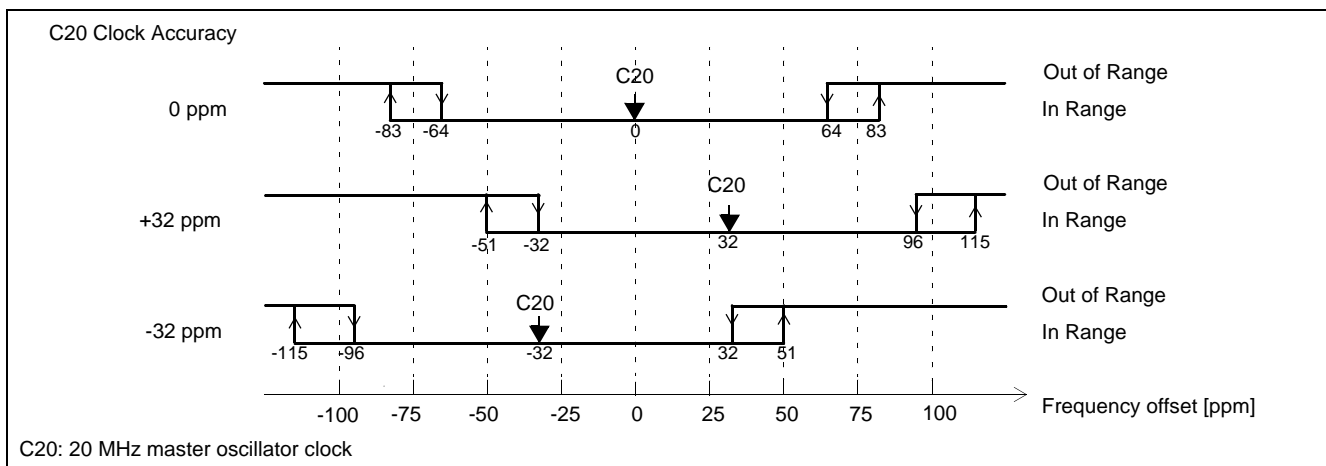 C20 Clock Accuracy
C20
Out of Range
0 ppm
In Range
-83 -64 0 64 83
C20
Out of Range
+32 ppm
In Range
-51 -32 32 96 115
C20
Out of Range
-32 ppm
In Range
-115 -96 -32 32 51
-100 -75 -50 -25 0 25 50 75 100 Frequency offset [ppm]
C20: 20 MHz master oscillator clock